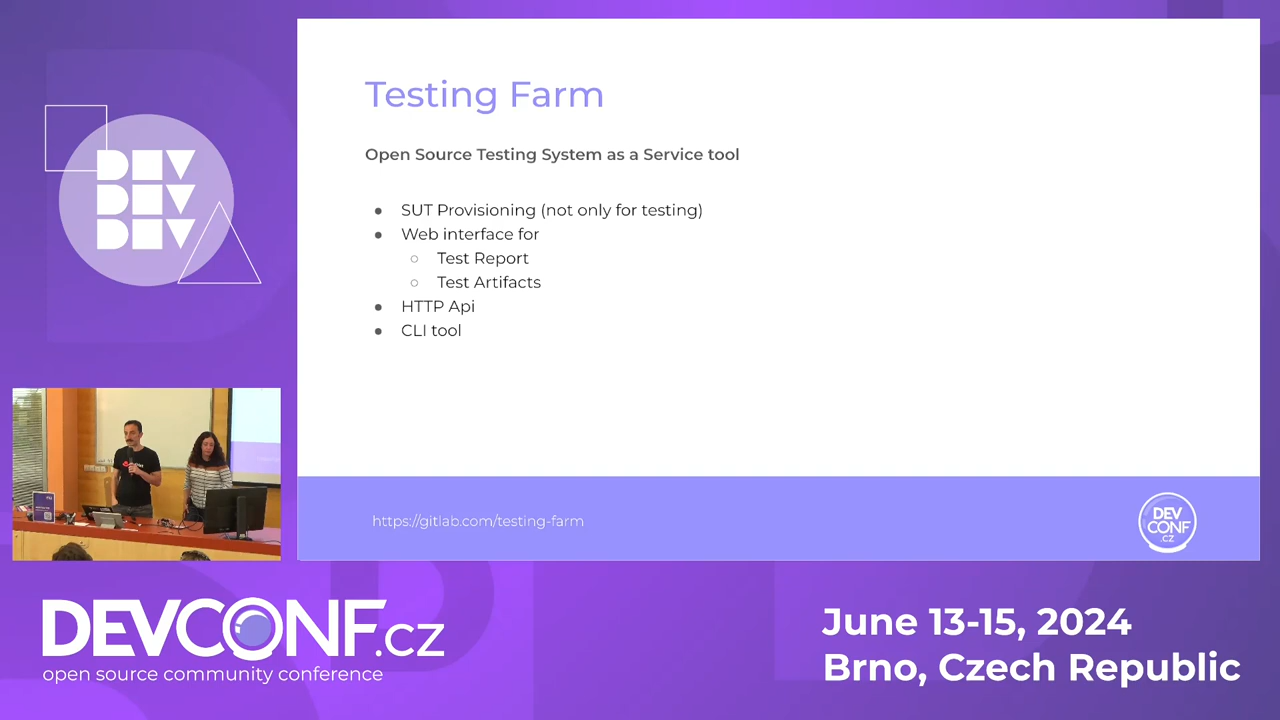 Testing Farm
Open Source Testing System as a Service tool
● SUT Provisioning (not only for testing)
● Web interface for
○ Test Report
○ Test Artifacts
● HTTP Api
● CLI tool
https://gitlab.com/testing-farm
DEV
CONF
.cz
DEV
DEV
DEV
DEVCONF.cz
open source community conference
June 13-15, 2024
Brno, Czech Republic